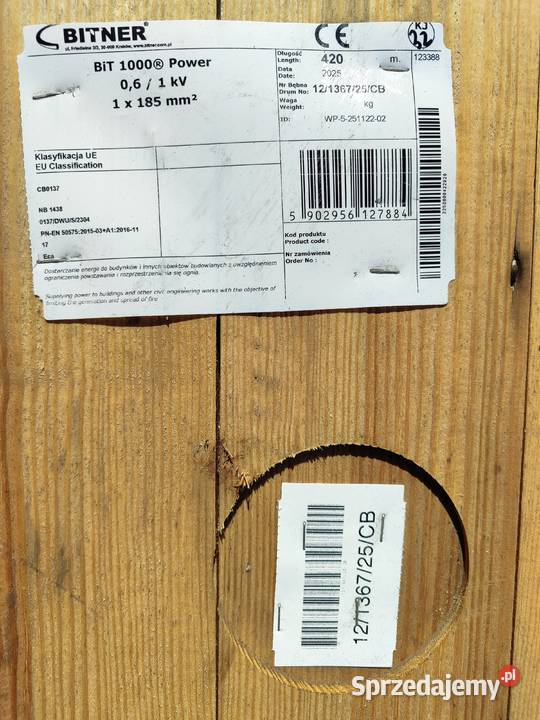 BITNER®
ul. Friedleina 3/3, 30-009 Kraków, www.bitner.com.pl
BiT 1000® Power
0,6 / 1 kV
1 x 185 mm²
CE
KJ
Długość
Length: 420 m.
Data
Date: 2025
Nr Bębna
Drum No: 12/1367/25/CB
Waga
Weight: kg
ID: WP-5-251122-02
123388
Klasyfikacja UE
EU Classification
CB0137
NB 1438
0137/DWU/S/2304
PN-EN 50575:2015-03+A1:2016-11
17
Eca
5 902956 127884
Kod produktu
Product code :
Nr zamówienia
Order No :
Dostarczanie energii do budynków i innych obiektów budowlanych z uwzględnieniem
ograniczenia powstawania i rozprzestrzeniania się ognia.
Supplying power to buildings and other civil engineering works with the objective of
limiting the generation and spread of fire
12/1367/25/CB
Sprzedajemy.pl